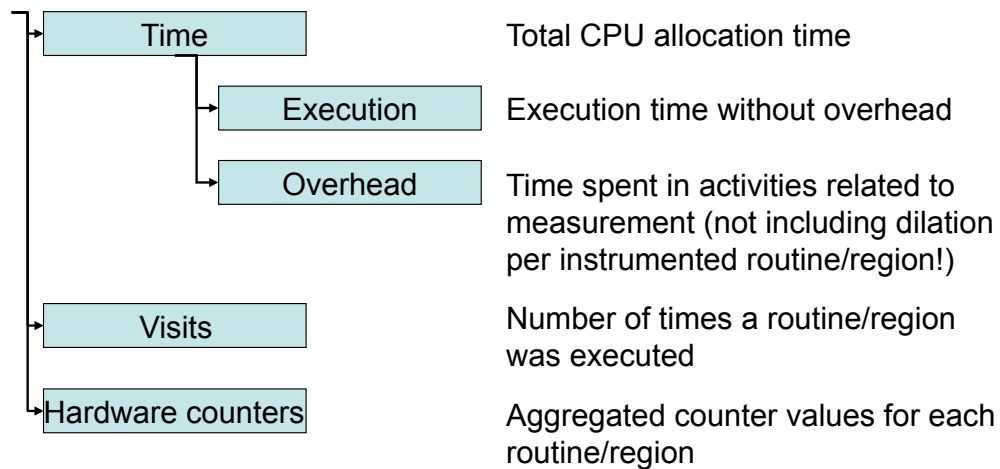 Time
Total CPU allocation time
Execution
Execution time without overhead
Overhead
Time spent in activities related to
measurement (not including dilation
per instrumented routine/region!)
Visits
Number of times a routine/region
was executed
Hardware counters
Aggregated counter values for each
routine/region